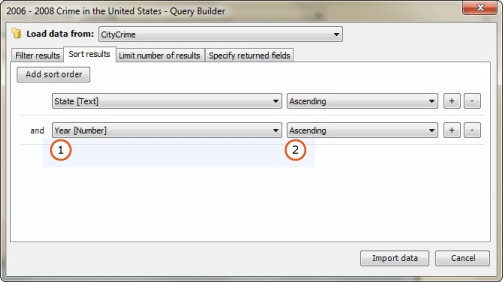 2006 - 2008 Crime in the United States - Query Builder
Load data from: CityCrime
Filter results Sort results Limit number of results Specify returned fields
Add sort order
State [Text] Ascending + -
and Year [Number] Ascending + -
1 2
Import data Cancel